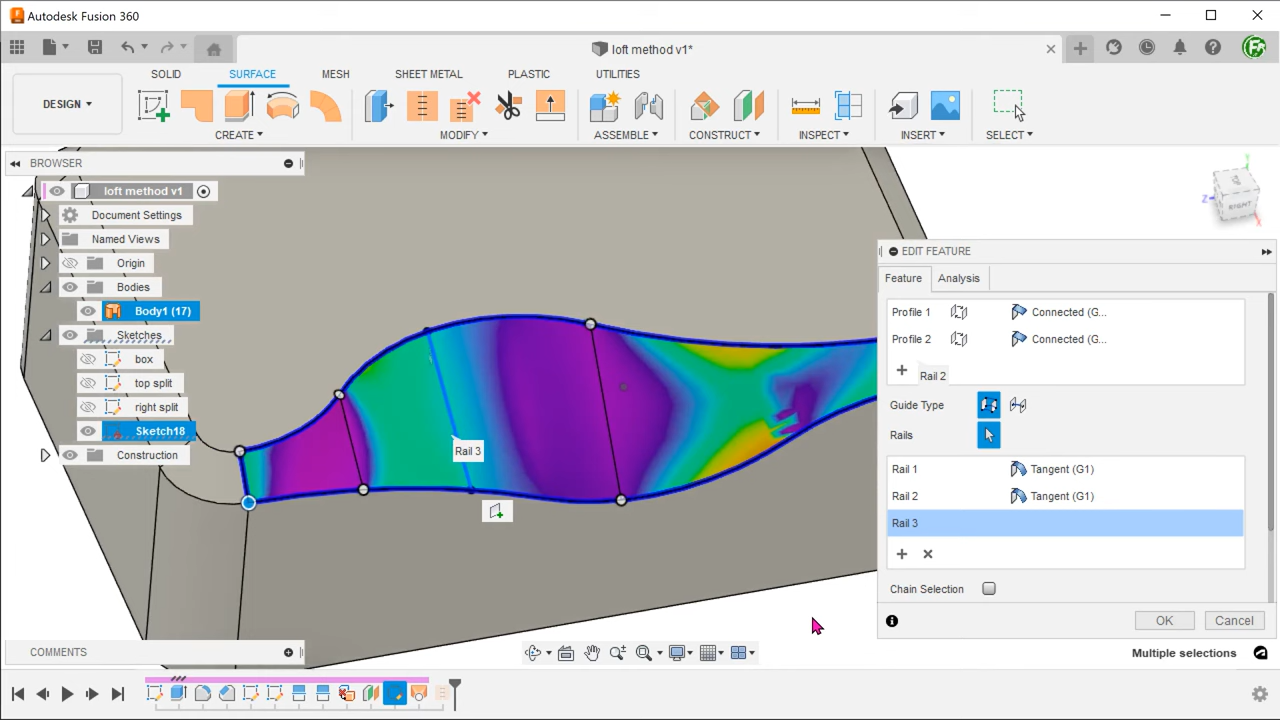 Autodesk Fusion 360
loft method v1*
SOLID SURFACE MESH SHEET METAL PLASTIC UTILITIES
DESIGN
CREATE MODIFY ASSEMBLE CONSTRUCT INSPECT INSERT SELECT
BROWSER
loft method v1
Document Settings
Named Views
Origin
Bodies
Body1 (17)
Sketches
box
top split
right split
Sketch18
Construction
RIGHT
Z
Y
X
Rail 3
EDIT FEATURE
Feature Analysis
Profile 1 Connected (G...
Profile 2 Connected (G...
Rail 2
Guide Type
Rails
Rail 1 Tangent (G1)
Rail 2 Tangent (G1)
Rail 3
Chain Selection
OK Cancel
COMMENTS
Multiple selections